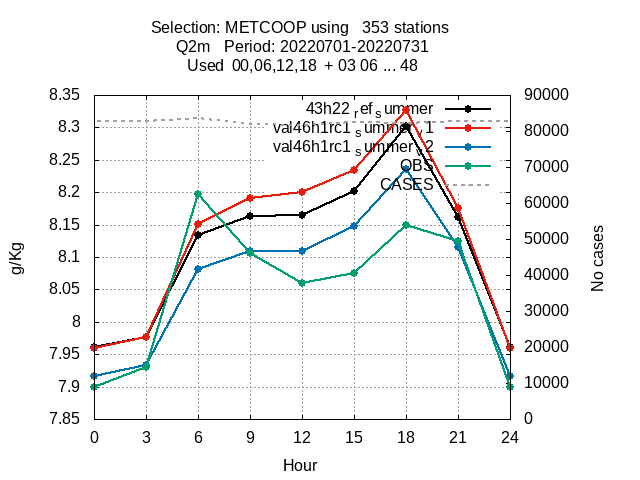 Selection: METCOOP using 353 stations
Q2m Period: 20220701-20220731
Used 00,06,12,18 + 03 06 ... 48
8.35
8.3
8.25
8.2
8.15
8.1
8.05
8
7.95
7.9
7.85
g/Kg
43h22ᵣefₛummer
val46h1rc1ₛummerᵥ1
val46h1rc1ₛummerᵥ2
OBS
CASES
90000
80000
70000
60000
50000
40000
30000
20000
10000
0
No cases
0 3 6 9 12 15 18 21 24
Hour